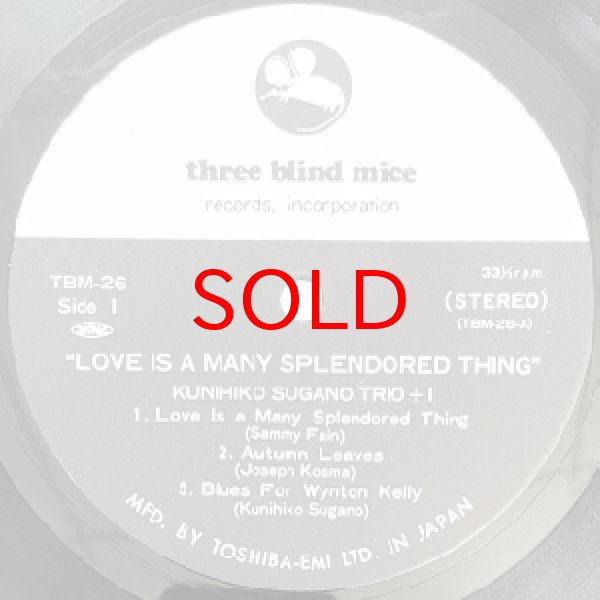 three blind mice
records, incorporation
TBM-26
Side 1
33⅓ r.p.m.
(STEREO)
(TBM-26-A)
SOLD
"LOVE IS A MANY SPLENDORED THING"
KUNIHIKO SUGANO TRIO + 1
1. Love Is a Many Splendored Thing
(Sammy Fain)
2. Autumn Leaves
(Joseph Kosma)
3. Blues For Wynton Kelly
(Kunihiko Sugano)
MFD. BY TOSHIBA-EMI LTD. IN JAPAN